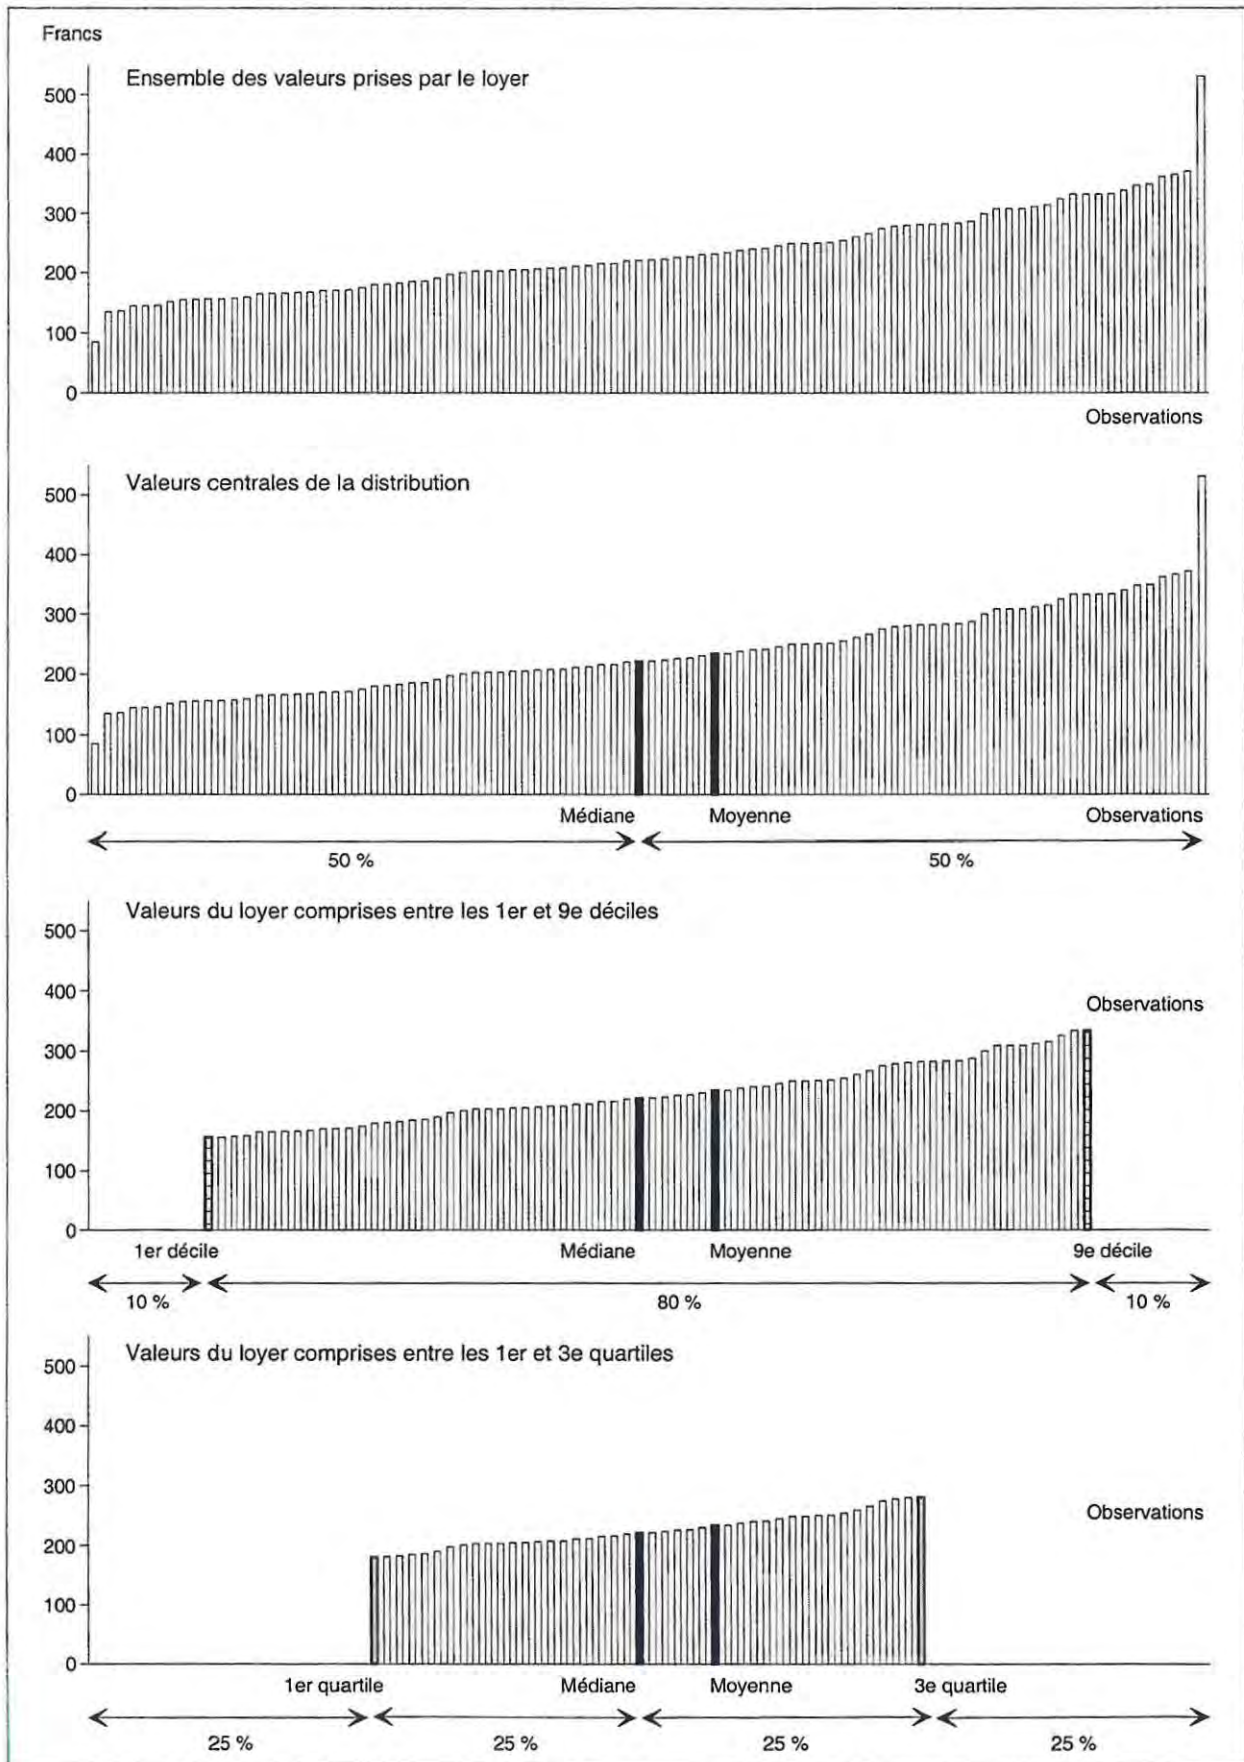 Francs
Ensemble des valeurs prises par le loyer
500
400
300
200
100
0
Observations
Valeurs centrales de la distribution
500
400
300
200
100
0
Médiane Moyenne Observations
50 % 50 %
Valeurs du loyer comprises entre les 1er et 9e déciles
500
400
Observations
300
200
100
0
1er décile Médiane Moyenne 9e décile
10 % 80 % 10 %
Valeurs du loyer comprises entre les 1er et 3e quartiles
500
400
300
Observations
200
100
0
1er quartile Médiane Moyenne 3e quartile
25 % 25 % 25 % 25 %